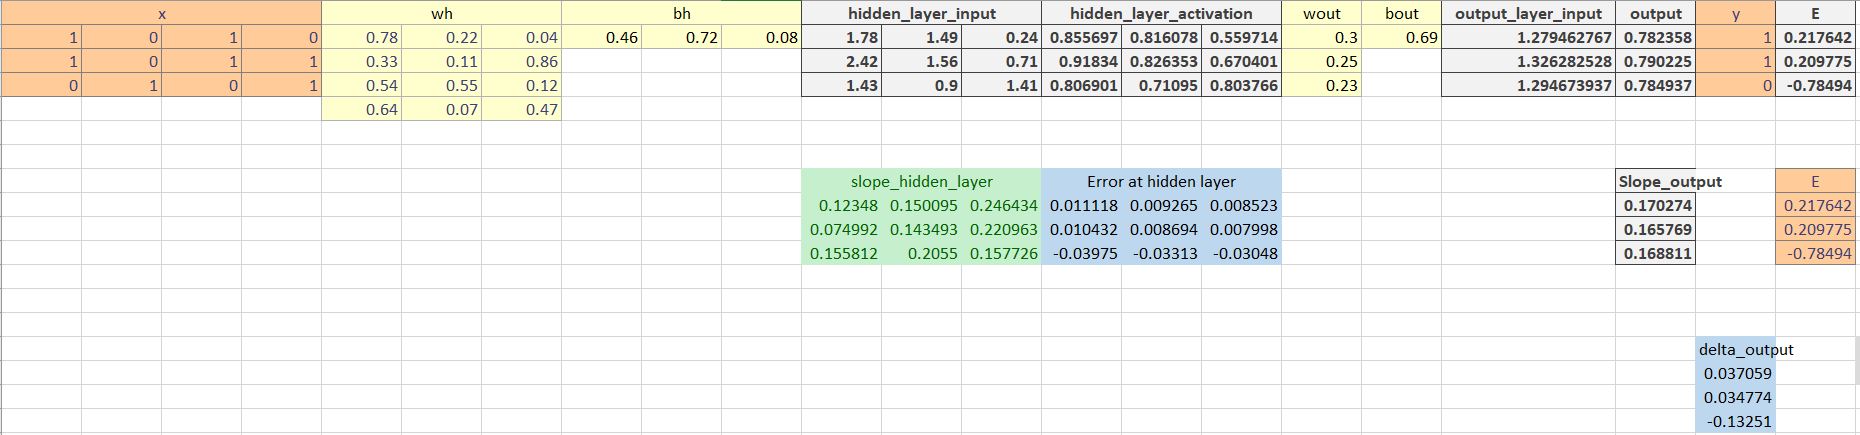 x wh bh hidden_layer_input hidden_layer_activation wout bout output_layer_input output y E
1 0 1 0 0.78 0.22 0.04 0.46 0.72 0.08 1.78 1.49 0.24 0.855697 0.816078 0.559714 0.3 0.69 1.279462767 0.782358 1 0.217642
1 0 1 1 0.33 0.11 0.86 2.42 1.56 0.71 0.91834 0.826353 0.670401 0.25 1.326282528 0.790225 1 0.209775
0 1 0 1 0.54 0.55 0.12 1.43 0.9 1.41 0.806901 0.71095 0.803766 0.23 1.294673937 0.784937 0 -0.78494
0.64 0.07 0.47
slope_hidden_layer Error at hidden layer Slope_output E
0.12348 0.150095 0.246434 0.011118 0.009265 0.008523 0.170274 0.217642
0.074992 0.143493 0.220963 0.010432 0.008694 0.007998 0.165769 0.209775
0.155812 0.2055 0.157726 -0.03975 -0.03313 -0.03048 0.168811 -0.78494
delta_output
0.037059
0.034774
-0.13251